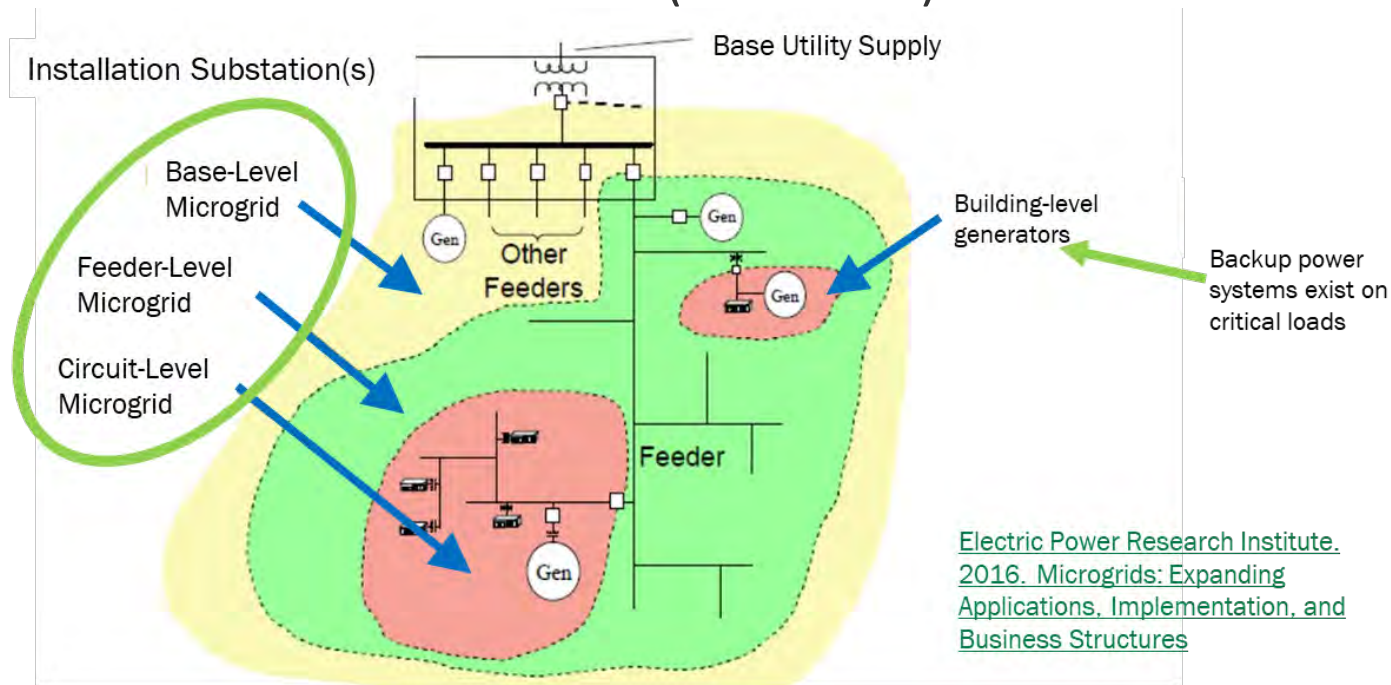 Base Utility Supply
Installation Substation(s)
Base-Level
Microgrid
Feeder-Level
Microgrid
Circuit-Level
Microgrid
Gen
Other
Feeders
Gen
Gen
Building-level
generators
Backup power
systems exist on
critical loads
Feeder
Gen
Electric Power Research Institute.
2016. Microgrids: Expanding
Applications, Implementation, and
Business Structures